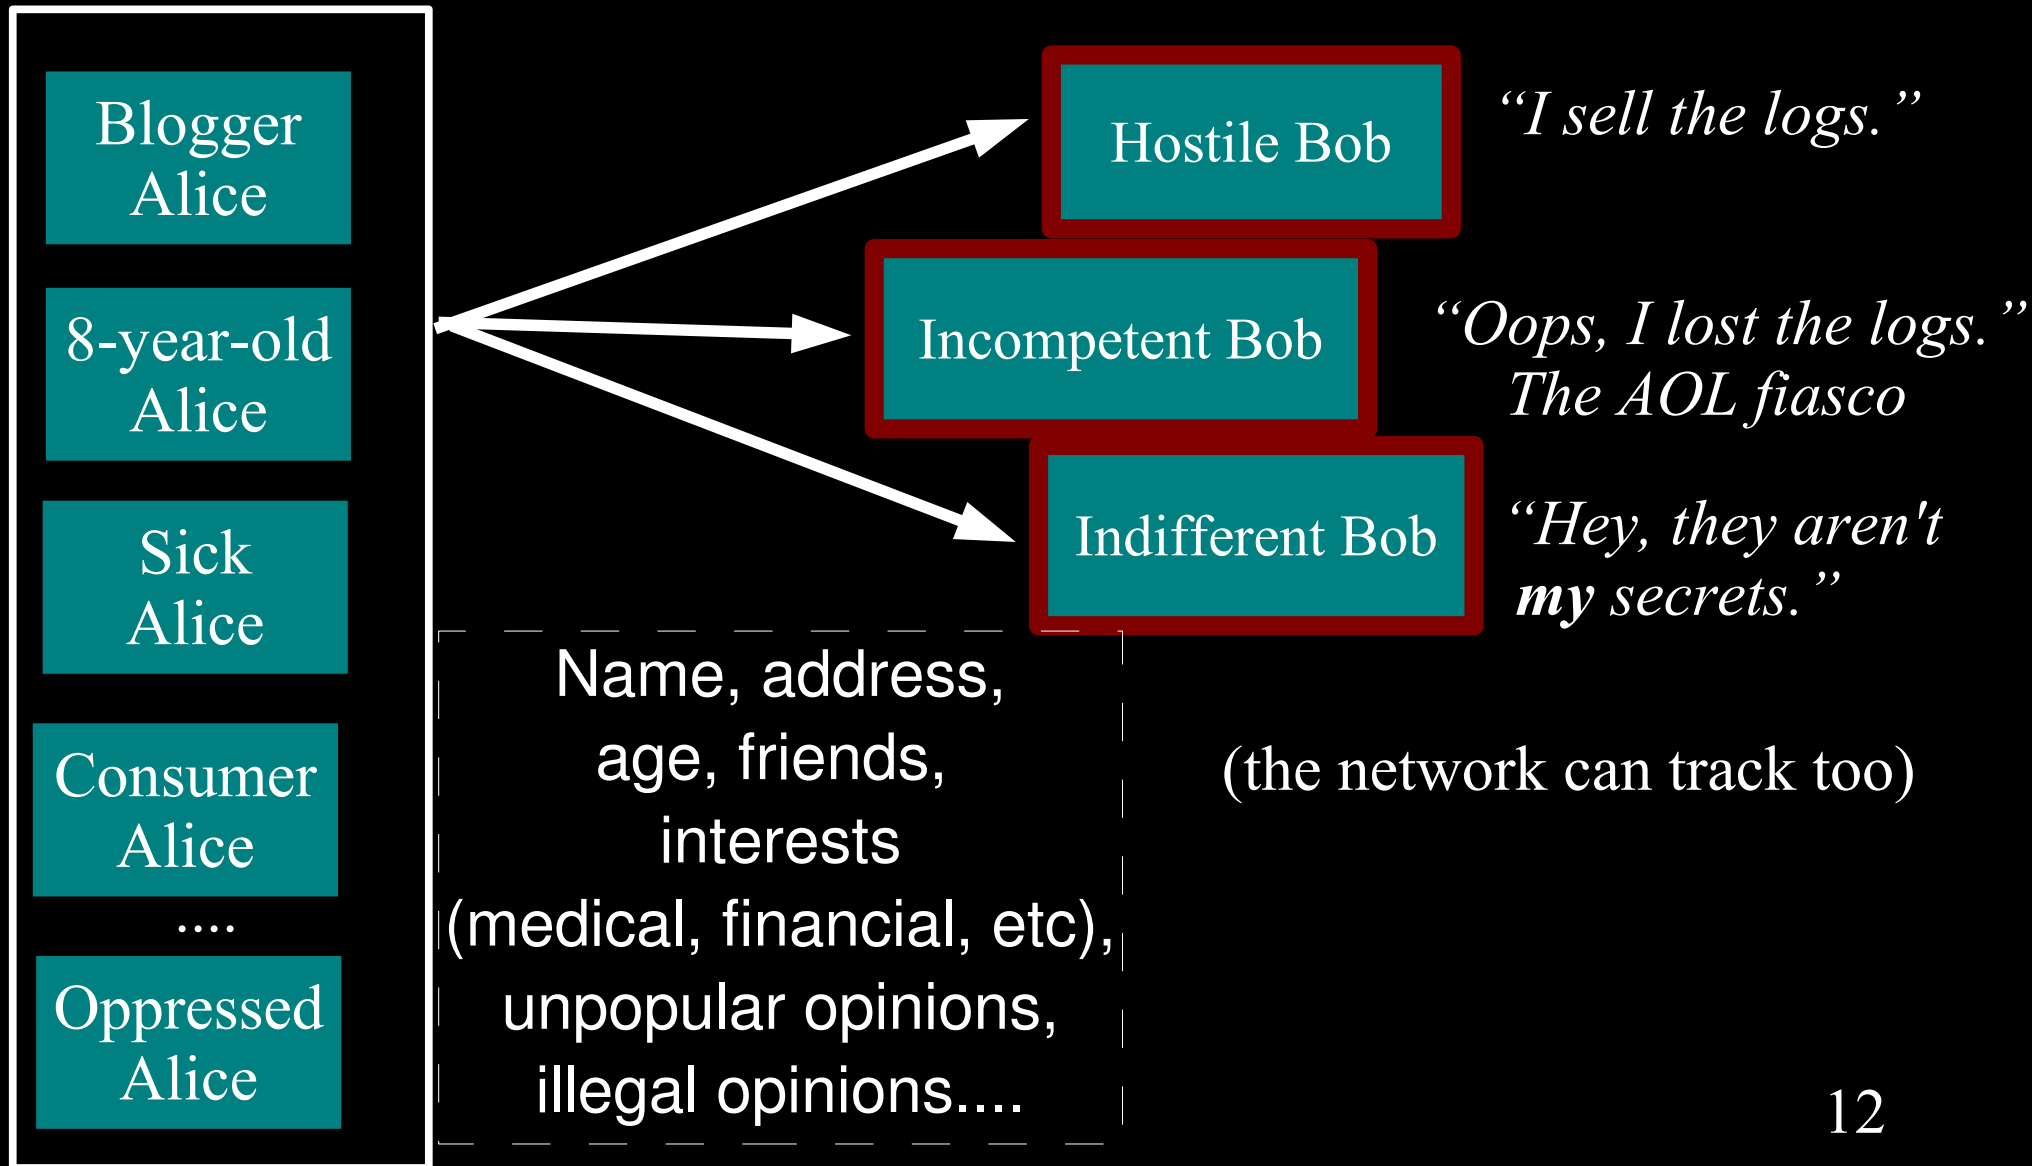 Blogger
Alice
8-year-old
Alice
Sick
Alice
Consumer
Alice
....
Oppressed
Alice
Hostile Bob
“I sell the logs.”
Incompetent Bob
“Oops, I lost the logs.”
The AOL fiasco
Indifferent Bob
“Hey, they aren't
my secrets.”
Name, address,
age, friends,
interests
(medical, financial, etc),
unpopular opinions,
illegal opinions....
(the network can track too)
12